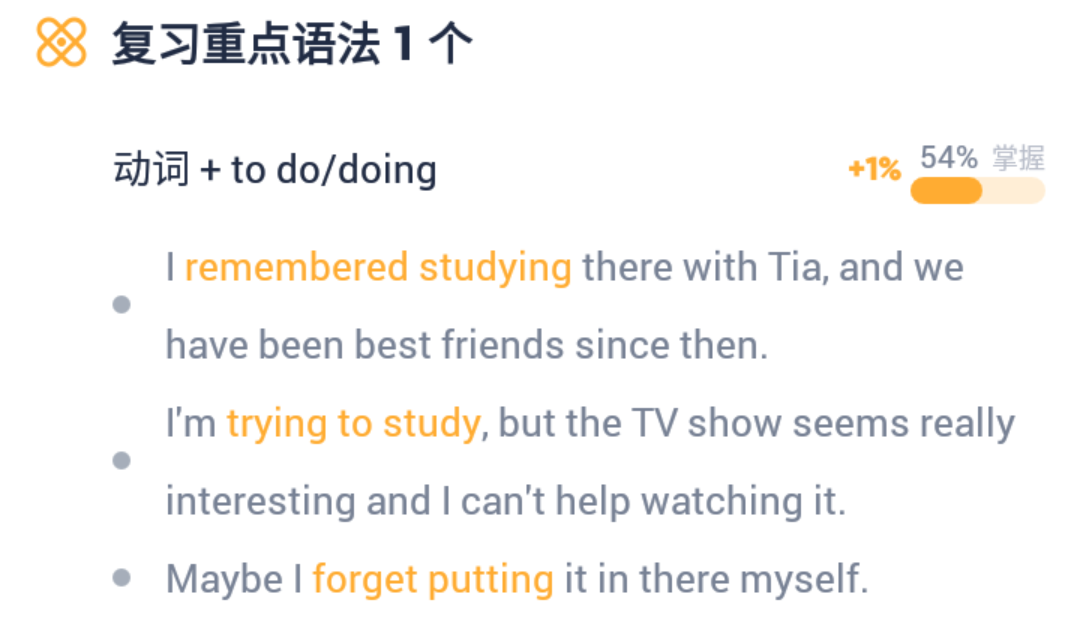 复习重点语法 1 个
动词 + to do/doing
+1% 54% 掌握
I remembered studying there with Tia, and we
have been best friends since then.
I'm trying to study, but the TV show seems really
interesting and I can't help watching it.
Maybe I forget putting it in there myself.